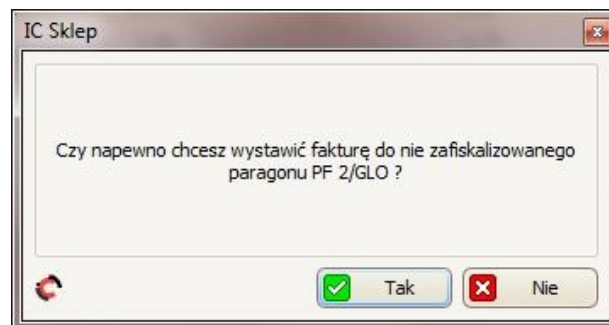 IC Sklep
Czy napewno chcesz wystawić fakturę do nie zafiskalizowanego
paragonu PF 2/GLO ?
Tak
Nie